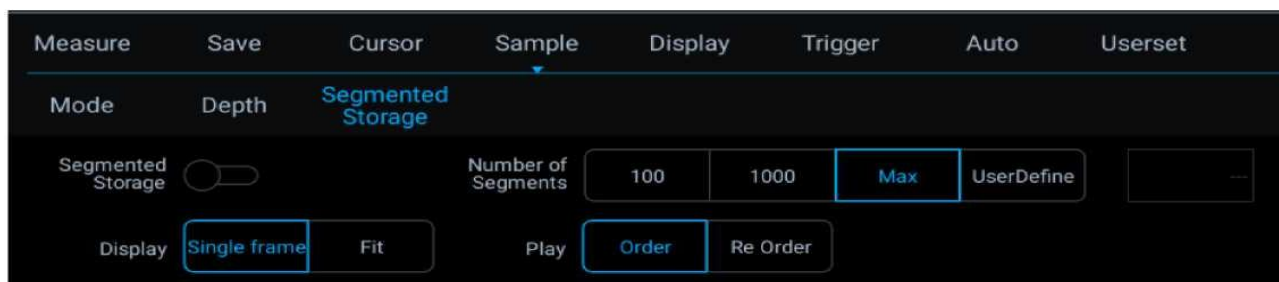 Measure Save Cursor Sample Display Trigger Auto Userset
Mode Depth Segmented Storage
Segmented Storage Number of Segments 100 1000 Max UserDefine ---
Display Single frame Fit Play Order Re Order